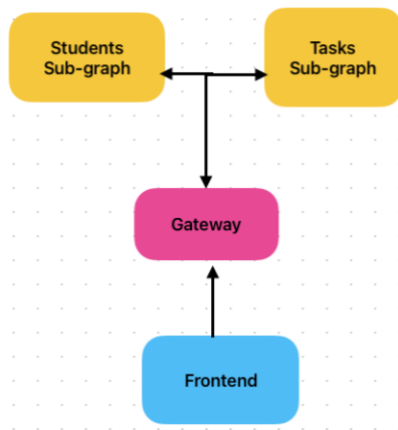 Students
Sub-graph
Tasks
Sub-graph
Gateway
Frontend